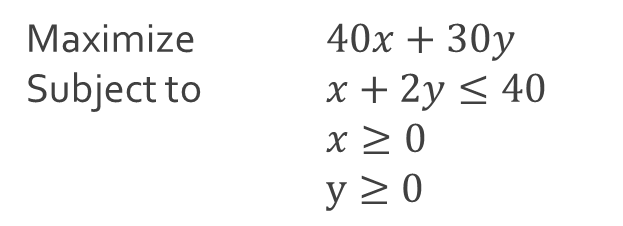 Maximize 40x + 30y
Subject to x + 2y ≤ 40
x ≥ 0
y ≥ 0